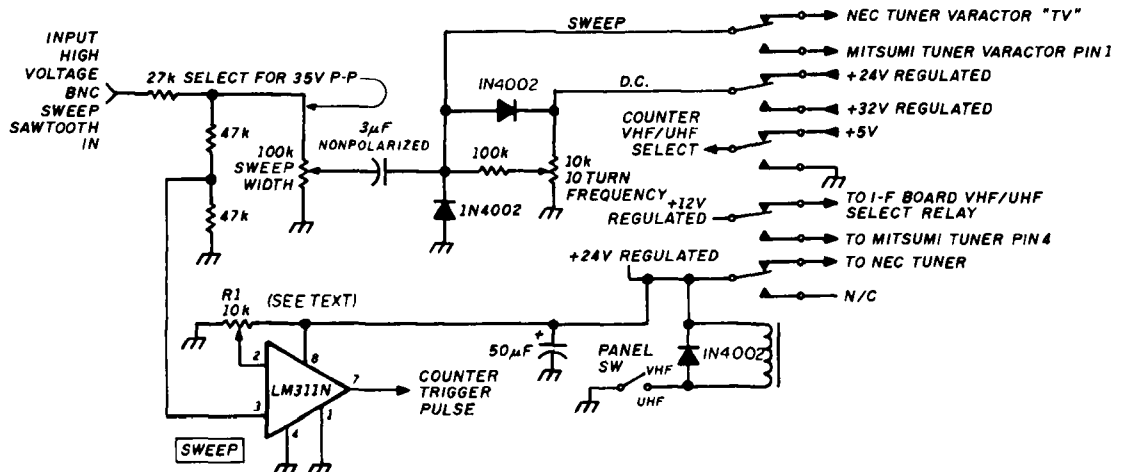 INPUT
HIGH
VOLTAGE
BNC
SWEEP
SAWTOOTH
IN
27k SELECT FOR 35V P-P
47k
47k
100k
SWEEP
WIDTH
3μF
NONPOLARIZED
1N4002
100k
1N4002
10k
10 TURN
FREQUENCY
SWEEP
D.C.
COUNTER
VHF/UHF
SELECT
+12V
REGULATED
NEC TUNER VARACTOR "TV"
MITSUMI TUNER VARACTOR PIN 1
+24V REGULATED
+32V REGULATED
+5V
TO I-F BOARD VHF/UHF
SELECT RELAY
TO MITSUMI TUNER PIN 4
TO NEC TUNER
N/C
+24V REGULATED
R1
10k
(SEE TEXT)
2
8
LM311N
7
3
1
4
COUNTER
TRIGGER
PULSE
+
50μF
PANEL
SW
VHF
UHF
1N4002
SWEEP